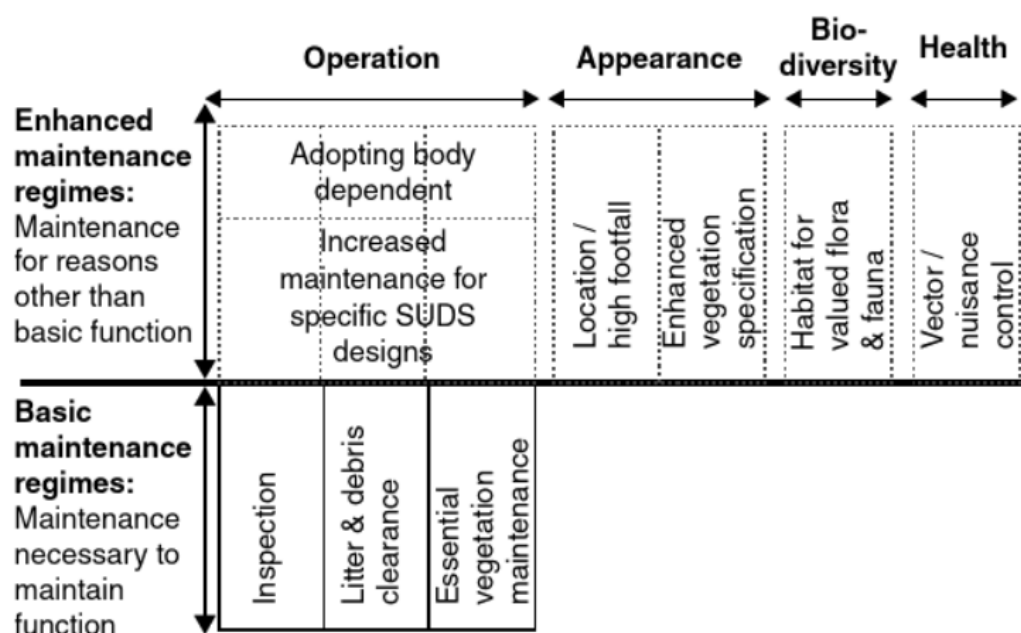 Operation
Appearance
Bio-
diversity
Health
Enhanced
maintenance
regimes:
Maintenance
for reasons
other than
basic function
Adopting body
dependent
Increased
maintenance for
specific SUDS
designs
Location /
high footfall
Enhanced
vegetation
specification
Habitat for
valued flora
& fauna
Vector /
nuisance
control
Basic
maintenance
regimes:
Maintenance
necessary to
maintain
function
Inspection
Litter & debris
clearance
Essential
vegetation
maintenance